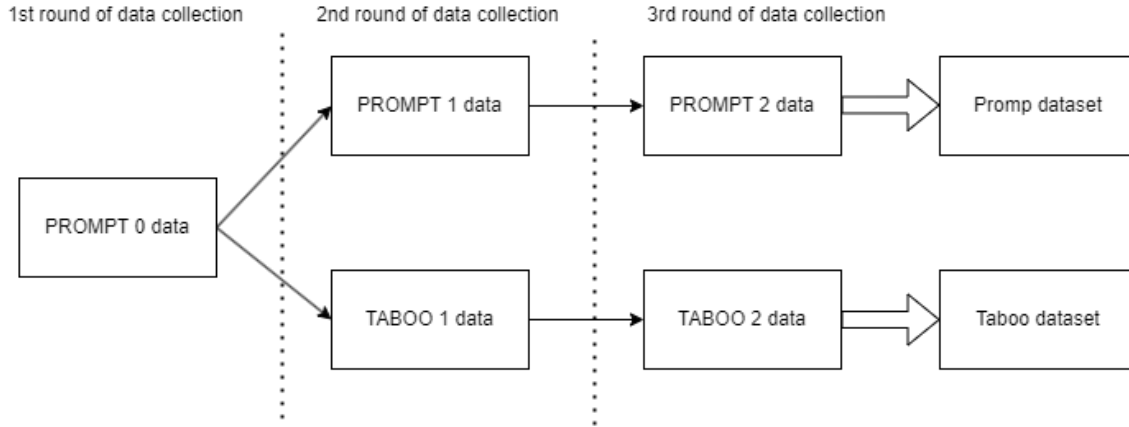 1st round of data collection
2nd round of data collection
3rd round of data collection
PROMPT 1 data
PROMPT 2 data
Promp dataset
PROMPT 0 data
TABOO 1 data
TABOO 2 data
Taboo dataset